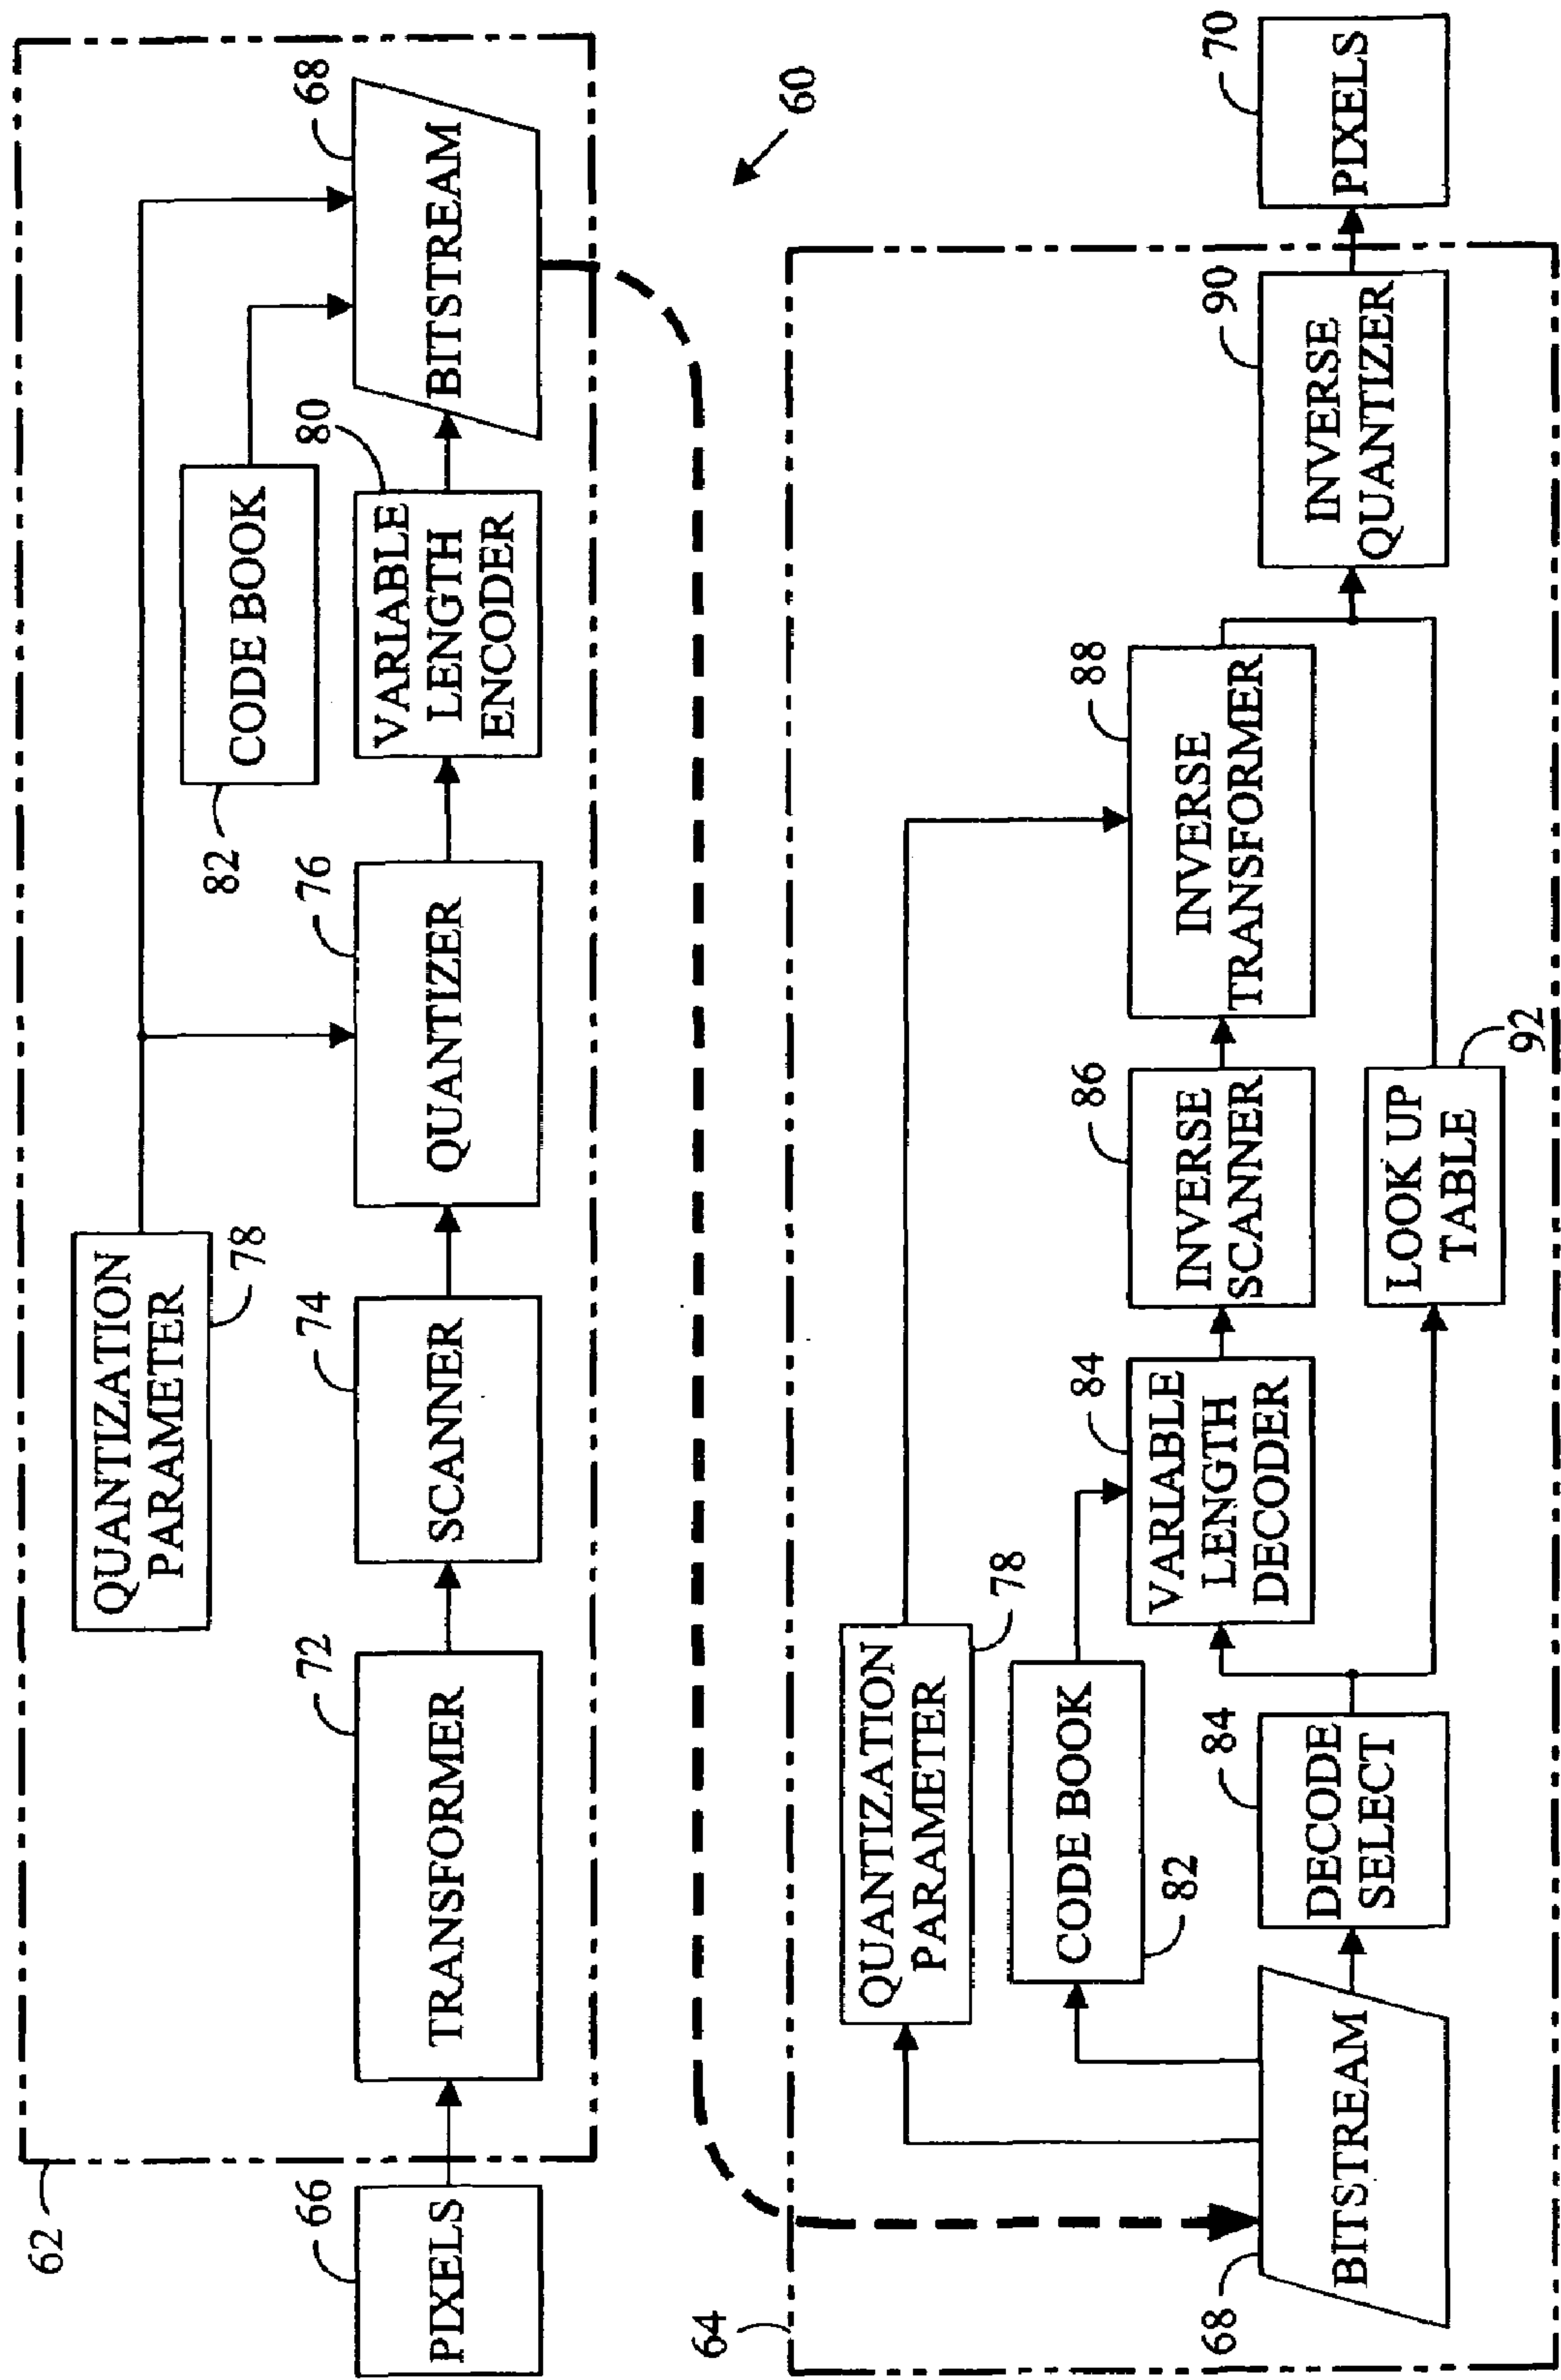 62
66
PIXELS
72
TRANSFORMER
QUANTIZATION
PARAMETER
78
74
SCANNER
76
QUANTIZER
82
CODE BOOK
80
VARIABLE
LENGTH
ENCODER
68
BITSTREAM
60
64
68
BITSTREAM
QUANTIZATION
PARAMETER
78
CODE BOOK
82
84
DECODE
SELECT
84
VARIABLE
LENGTH
DECODER
86
INVERSE
SCANNER
LOOK UP
TABLE
92
88
INVERSE
TRANSFORMER
90
INVERSE
QUANTIZER
70
PIXELS